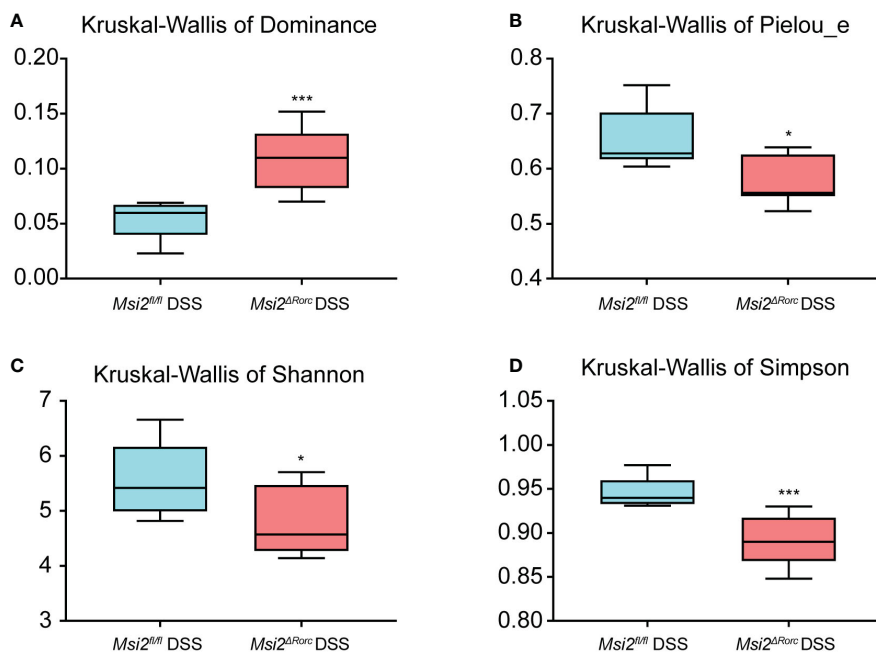 A
Kruskal-Wallis of Dominance
0.20
0.15
0.10
0.05
0.00
***
Msi2fl/fl DSS
Msi2ΔRorc DSS
B
Kruskal-Wallis of Pielou_e
0.8
0.7
0.6
0.5
0.4
*
Msi2fl/fl DSS
Msi2ΔRorc DSS
C
Kruskal-Wallis of Shannon
7
6
5
4
3
*
Msi2fl/fl DSS
Msi2ΔRorc DSS
D
Kruskal-Wallis of Simpson
1.05
1.00
0.95
0.90
0.85
0.80
***
Msi2fl/fl DSS
Msi2ΔRorc DSS